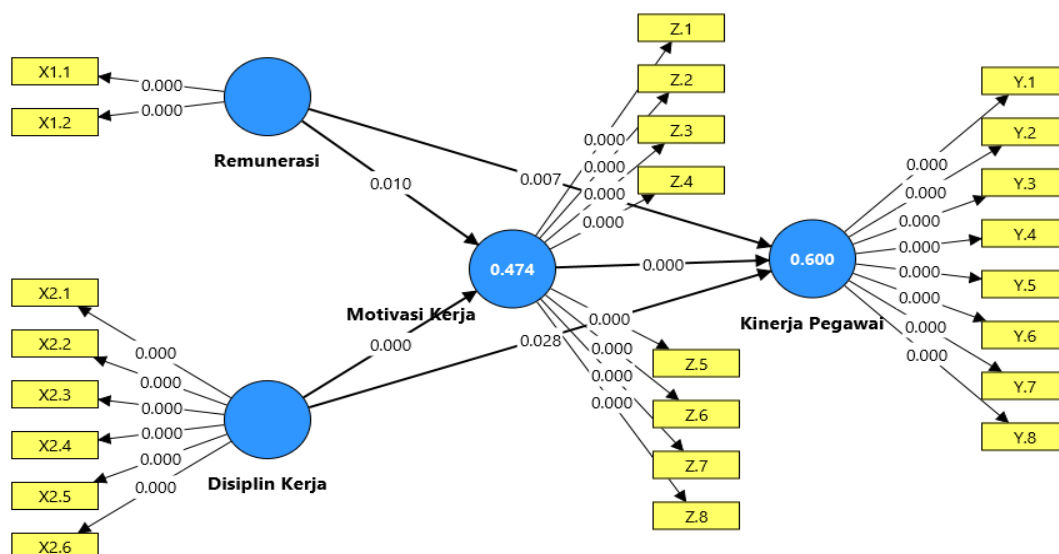 X1.1
X1.2
0.000
0.000
Remunerasi
0.010
0.007
X2.1
X2.2
X2.3
X2.4
X2.5
X2.6
0.000
0.000
0.000
0.000
0.000
0.000
Disiplin Kerja
0.000
0.028
Z.1
Z.2
Z.3
Z.4
0.000
0.000
0.000
0.000
0.474
Motivasi Kerja
0.000
0.000
0.000
0.000
0.000
Z.5
Z.6
Z.7
Z.8
0.600
Kinerja Pegawai
0.000
0.000
0.000
0.000
0.000
0.000
0.000
0.000
Y.1
Y.2
Y.3
Y.4
Y.5
Y.6
Y.7
Y.8